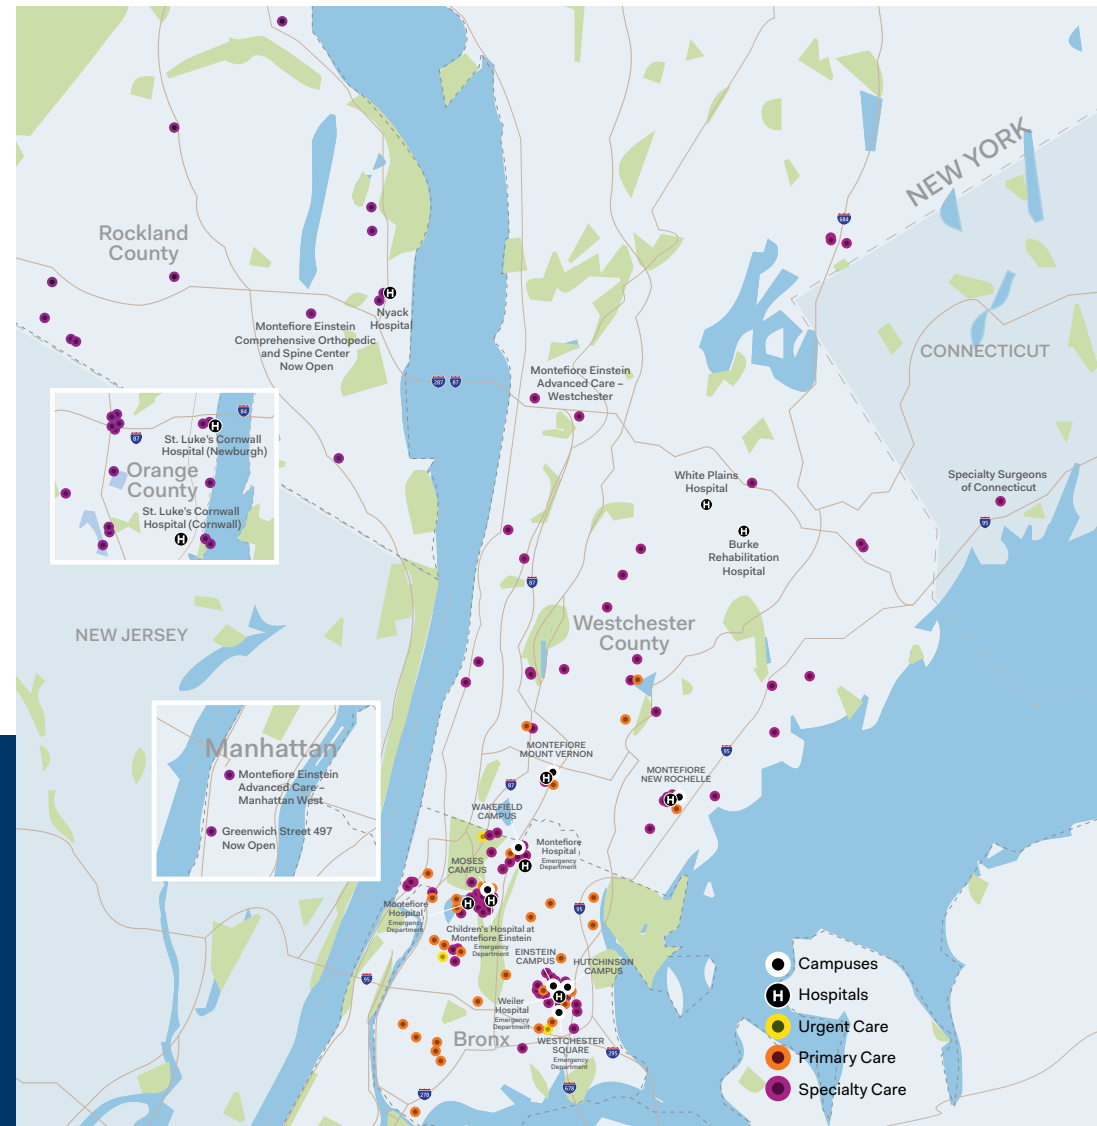 NEW YORK
684
Rockland
County
Nyack
Hospital
Montefiore Einstein
Comprehensive Orthopedic
and Spine Center
Now Open
CONNECTICUT
287
87
Montefiore Einstein
Advanced Care –
Westchester
84
87
St. Luke's Cornwall
Hospital (Newburgh)
Orange
County
St. Luke's Cornwall
Hospital (Cornwall)
White Plains
Hospital
Burke
Rehabilitation
Hospital
Specialty Surgeons
of Connecticut
95
87
NEW JERSEY
Westchester
County
Manhattan
Montefiore Einstein
Advanced Care –
Manhattan West
Greenwich Street 497
Now Open
MONTEFIORE
MOUNT VERNON
95
MONTEFIORE
NEW ROCHELLE
87
WAKEFIELD
CAMPUS
Montefiore
Hospital
Emergency
Department
MOSES
CAMPUS
Montefiore
Hospital
Emergency
Department
95
Children's Hospital at
Montefiore Einstein
Emergency
Department
EINSTEIN
CAMPUS
HUTCHINSON
CAMPUS
95
Weiler
Hospital
Emergency
Department
Bronx
WESTCHESTER
SQUARE
Emergency
Department
295
278
678
H
H
H
H
H
H
H
H
H
H
H
Campuses
H Hospitals
Urgent Care
Primary Care
Specialty Care